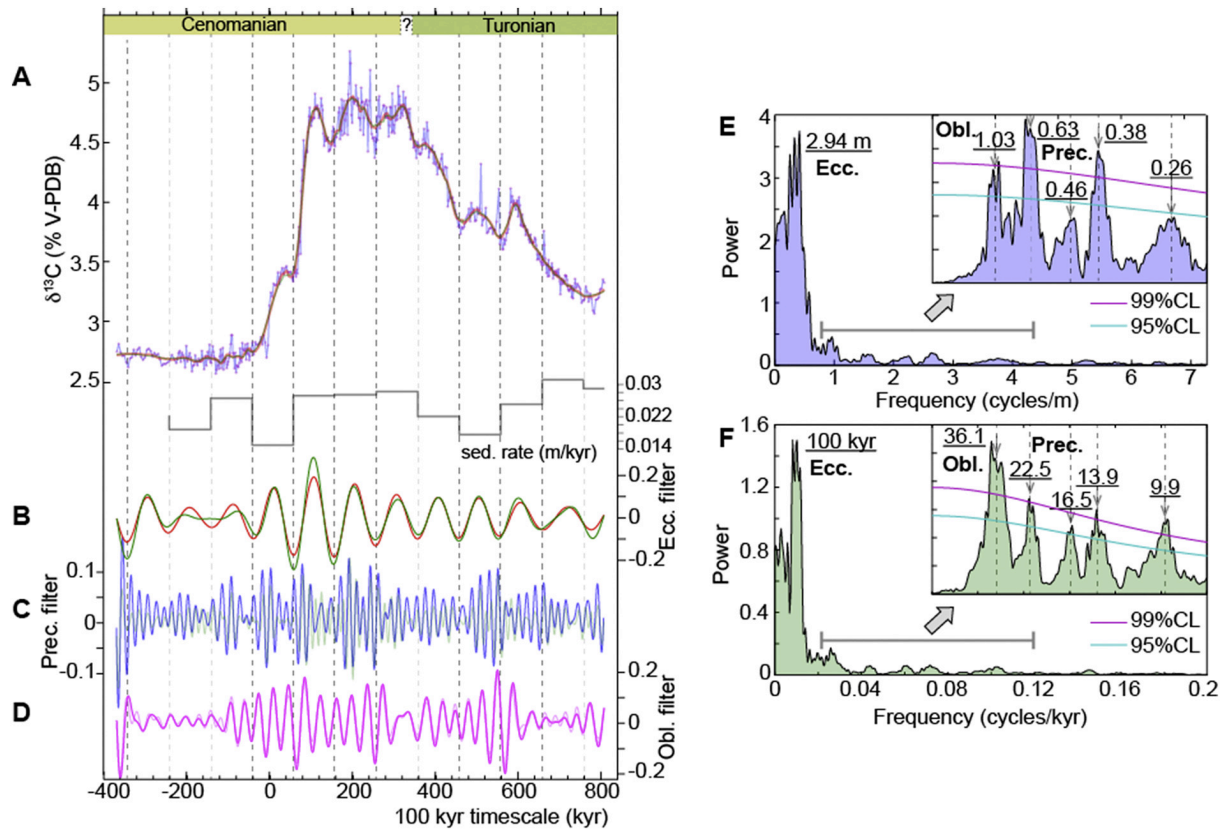 Cenomanian ? Turonian
A
5
4.5
4
3.5
3
2.5
δ13C (% V-PDB)
0.03
0.022
0.014
sed. rate (m/kyr)
B
0.2
0
-0.2
Ecc. filter
C
0.1
0
-0.1
Prec. filter
D
0.2
0
-0.2
Obl. filter
-400 -200 0 200 400 600 800
100 kyr timescale (kyr)
E
4
3
2
1
0
Power
2.94 m
Ecc.
Obl.
1.03
0.63
Prec.
0.46
0.38
0.26
99%CL
95%CL
0 1 2 3 4 5 6 7
Frequency (cycles/m)
F
1.6
1.2
0.8
0.4
0
Power
100 kyr
Ecc.
36.1
Obl.
22.5
Prec.
16.5
13.9
9.9
99%CL
95%CL
0 0.04 0.08 0.12 0.16 0.2
Frequency (cycles/kyr)